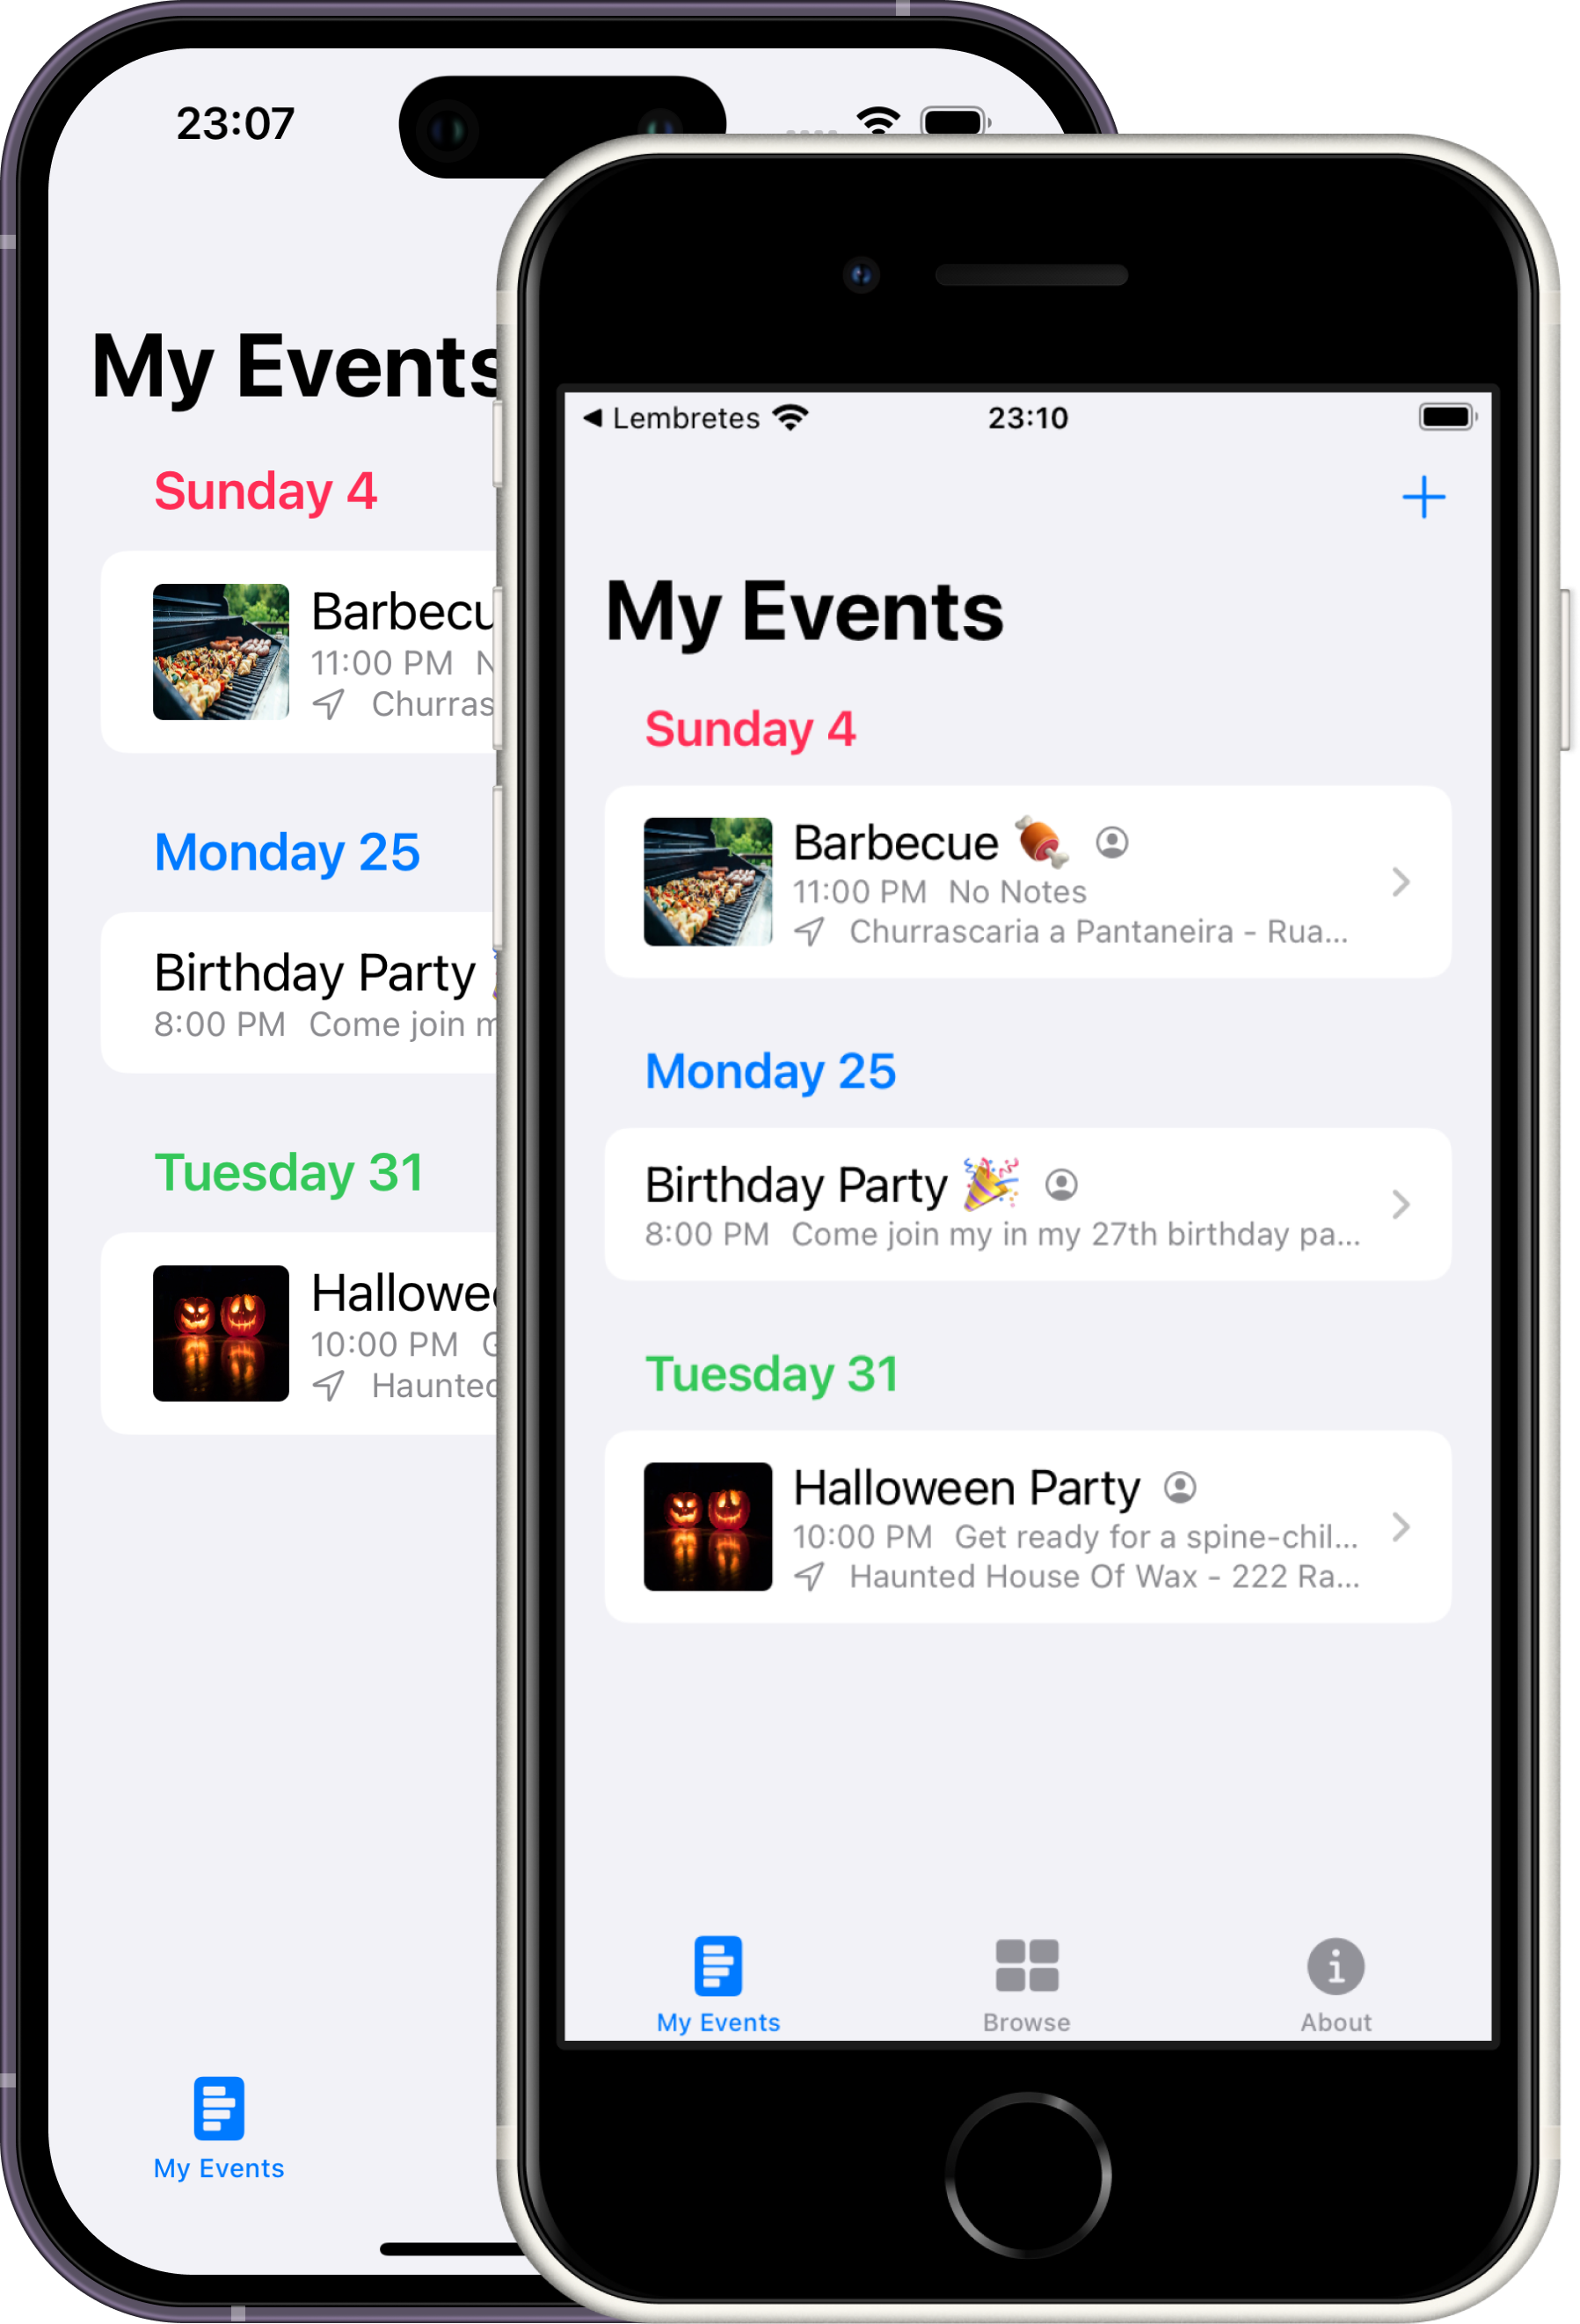 23:07
My Events
Sunday 4
Barbecu
11:00 PM N
Churras
Monday 25
Birthday Party
8:00 PM Come join m
Tuesday 31
Hallowe
10:00 PM
Haunted
My Events
Lembretes
23:10
My Events
Sunday 4
Barbecue 🍖
11:00 PM No Notes
Churrascaria a Pantaneira - Rua...
Monday 25
Birthday Party 🎉
8:00 PM Come join my in my 27th birthday pa...
Tuesday 31
Halloween Party
10:00 PM Get ready for a spine-chil...
Haunted House Of Wax - 222 Ra...
My Events
Browse
About